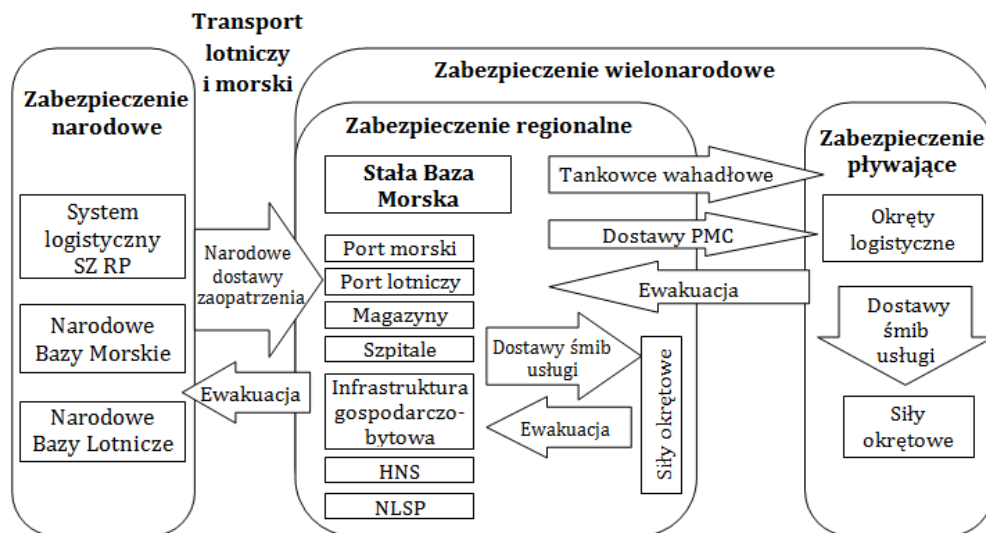 Transport
lotniczy
i morski
Zabezpieczenie wielonarodowe
Zabezpieczenie
narodowe
System
logistyczny
SZ RP
Narodowe
Bazy Morskie
Narodowe
Bazy Lotnicze
Narodowe
dostawy
zaopatrzenia
Ewakuacja
Zabezpieczenie regionalne
Stała Baza
Morska
Port morski
Port lotniczy
Magazyny
Szpitale
Infrastruktura
gospodarczo-
bytowa
HNS
NLSP
Tankowce wahadłowe
Dostawy PMC
Ewakuacja
Dostawy śmib
usługi
Ewakuacja
Siły okrętowe
Zabezpieczenie
pływające
Okręty
logistyczne
Dostawy
śmib
usługi
Siły
okrętowe